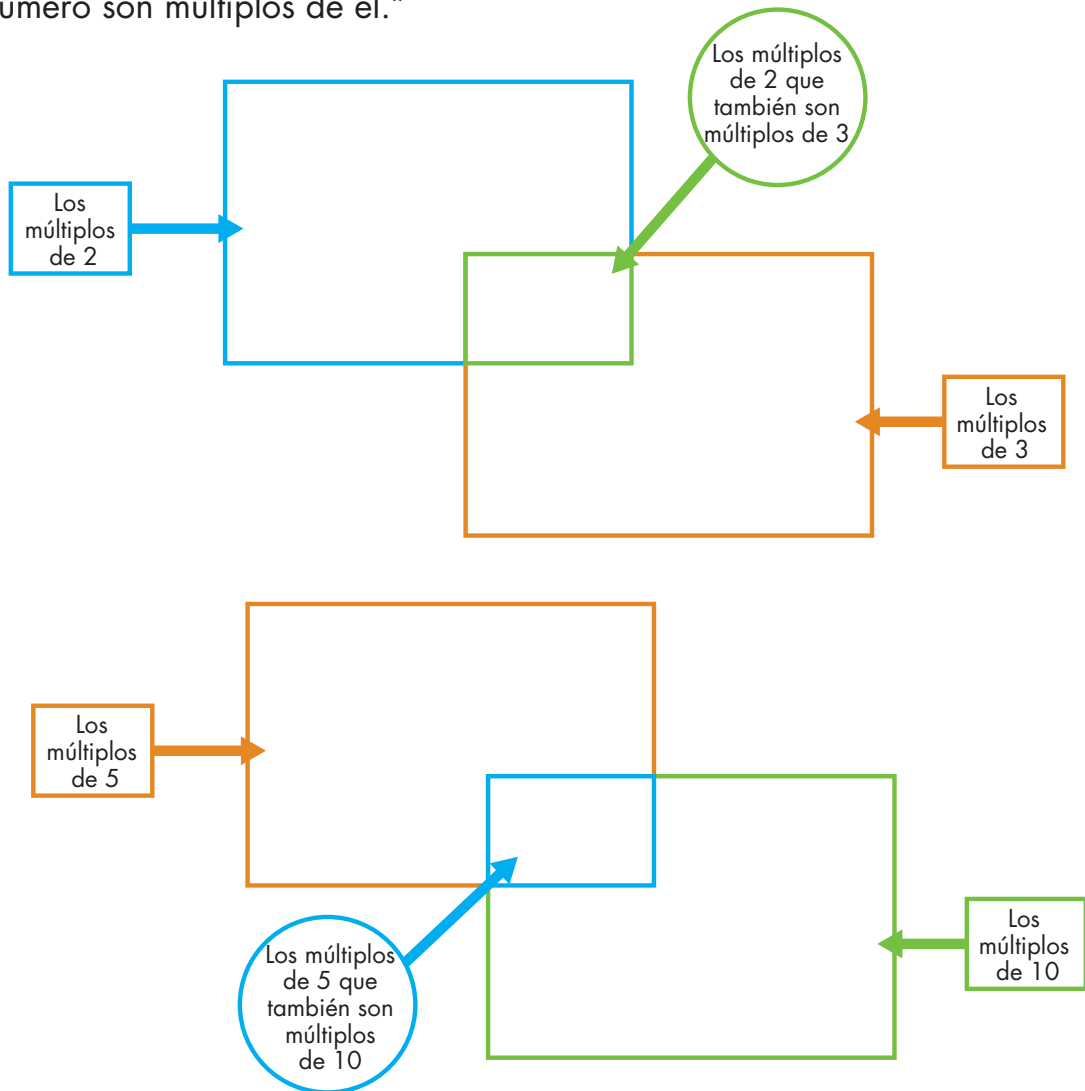 número son múltiplos de él."
Los múltiplos
de 2 que
también son
múltiplos de 3
Los
múltiplos
de 2
Los
múltiplos
de 3
Los
múltiplos
de 5
Los múltiplos
de 5 que
también son
múltiplos
de 10
Los
múltiplos
de 10